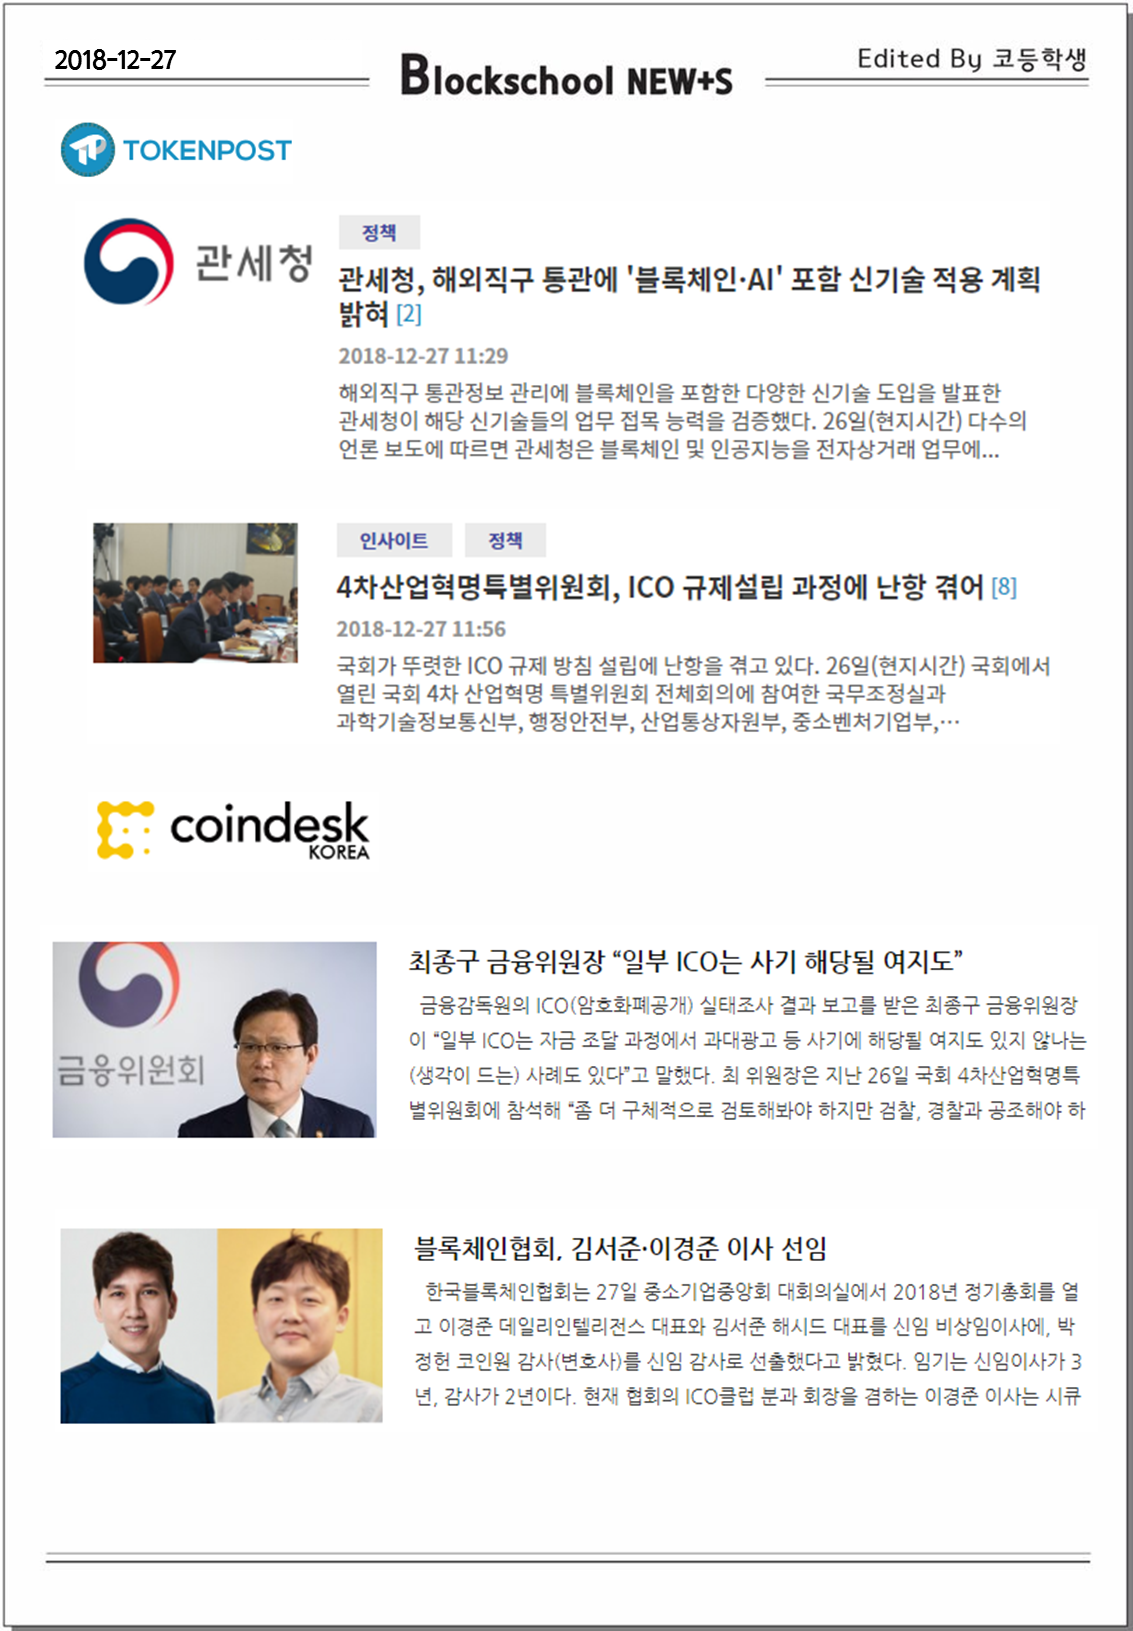 2018-12-27
Blockschool NEW+S
Edited By 코등학생
TOKENPOST
관세청
정책
관세청, 해외직구 통관에 '블록체인·AI' 포함 신기술 적용 계획
밝혀 [2]
2018-12-27 11:29
해외직구 통관정보 관리에 블록체인을 포함한 다양한 신기술 도입을 발표한
관세청이 해당 신기술들의 업무 접목 능력을 검증했다. 26일(현지시간) 다수의
언론 보도에 따르면 관세청은 블록체인 및 인공지능을 전자상거래 업무에...
인사이트 정책
4차산업혁명특별위원회, ICO 규제설립 과정에 난항 겪어 [8]
2018-12-27 11:56
국회가 뚜렷한 ICO 규제 방침 설립에 난항을 겪고 있다. 26일(현지시간) 국회에서
열린 국회 4차 산업혁명 특별위원회 전체회의에 참여한 국무조정실과
과학기술정보통신부, 행정안전부, 산업통상자원부, 중소벤처기업부,…
coindesk
KOREA
금융위원회
최종구 금융위원장 “일부 ICO는 사기 해당될 여지도”
금융감독원의 ICO(암호화폐공개) 실태조사 결과 보고를 받은 최종구 금융위원장
이 “일부 ICO는 자금 조달 과정에서 과대광고 등 사기에 해당될 여지도 있지 않나는
(생각이 드는) 사례도 있다”고 말했다. 최 위원장은 지난 26일 국회 4차산업혁명특
별위원회에 참석해 “좀 더 구체적으로 검토해봐야 하지만 검찰, 경찰과 공조해야 하
블록체인협회, 김서준·이경준 이사 선임
한국블록체인협회는 27일 중소기업중앙회 대회의실에서 2018년 정기총회를 열
고 이경준 데일리인텔리전스 대표와 김서준 해시드 대표를 신임 비상임이사에, 박
정헌 코인원 감사(변호사)를 신임 감사로 선출했다고 밝혔다. 임기는 신임이사가 3
년, 감사가 2년이다. 현재 협회의 ICO클럽 분과 회장을 겸하는 이경준 이사는 시큐